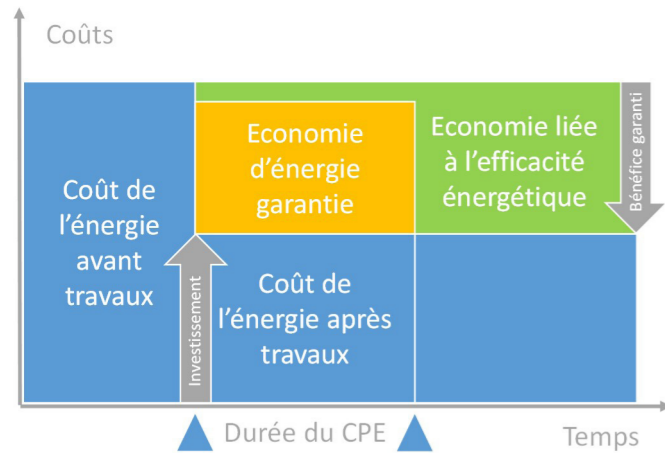 Coûts
Coût de
l'énergie
avant
travaux
Economie
d'énergie
garantie
Economie liée
à l'efficacité
énergétique
Bénéfice garanti
Investissement
Coût de
l'énergie après
travaux
Durée du CPE
Temps